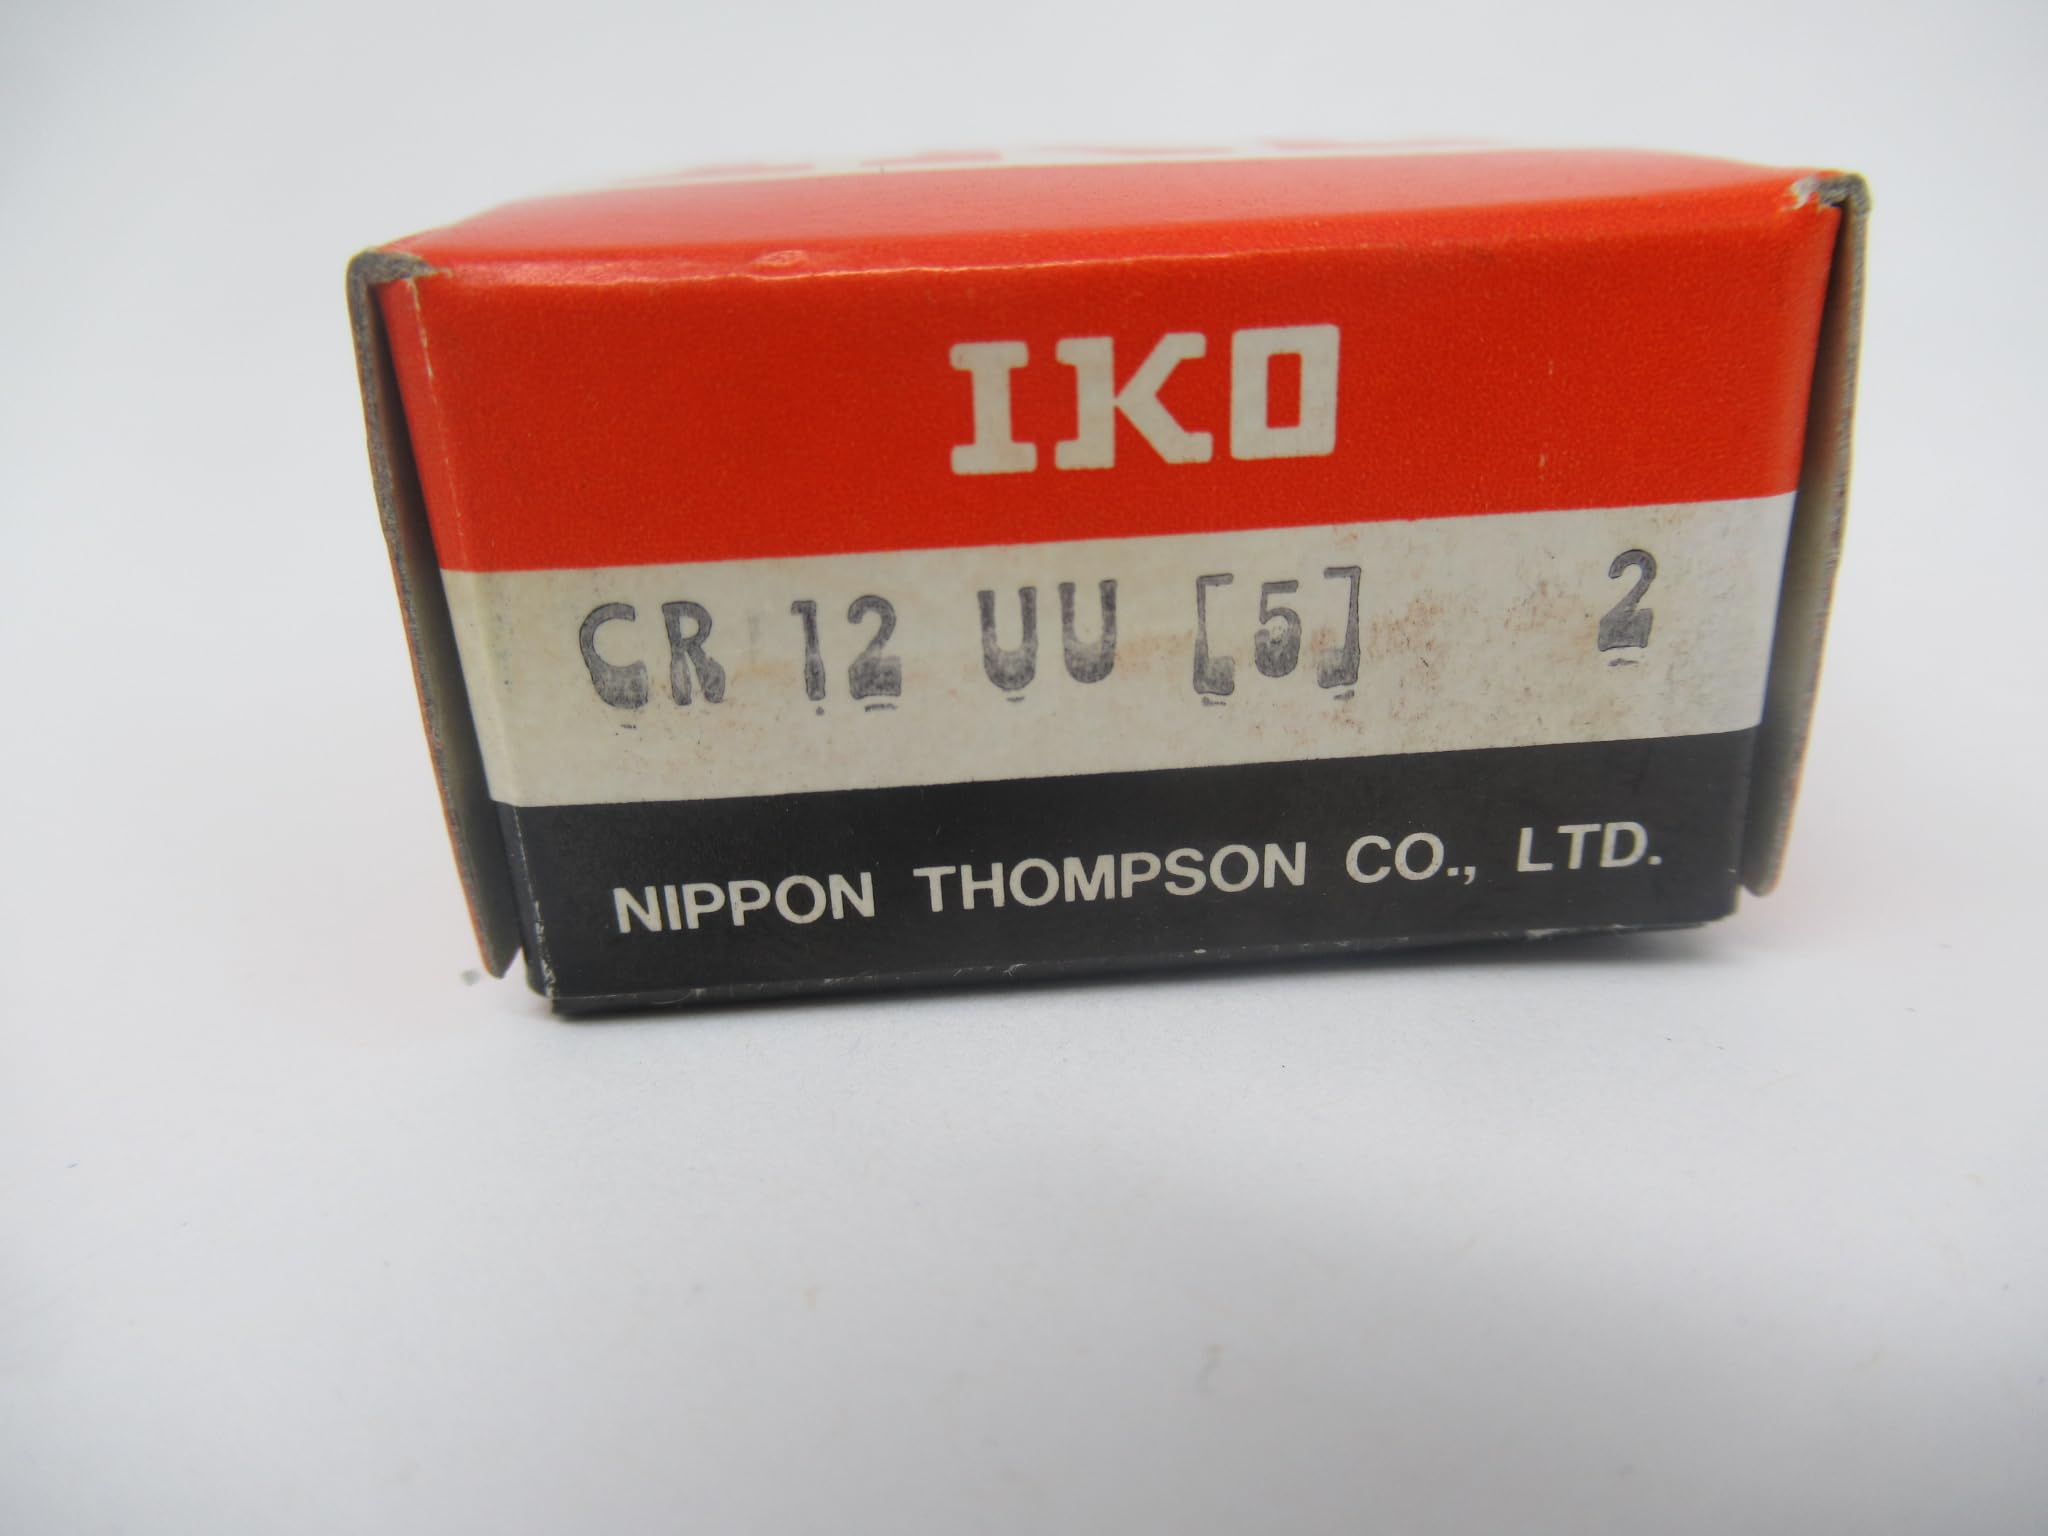 IKO
CR 12 UU [5] 2
NIPPON THOMPSON CO., LTD.